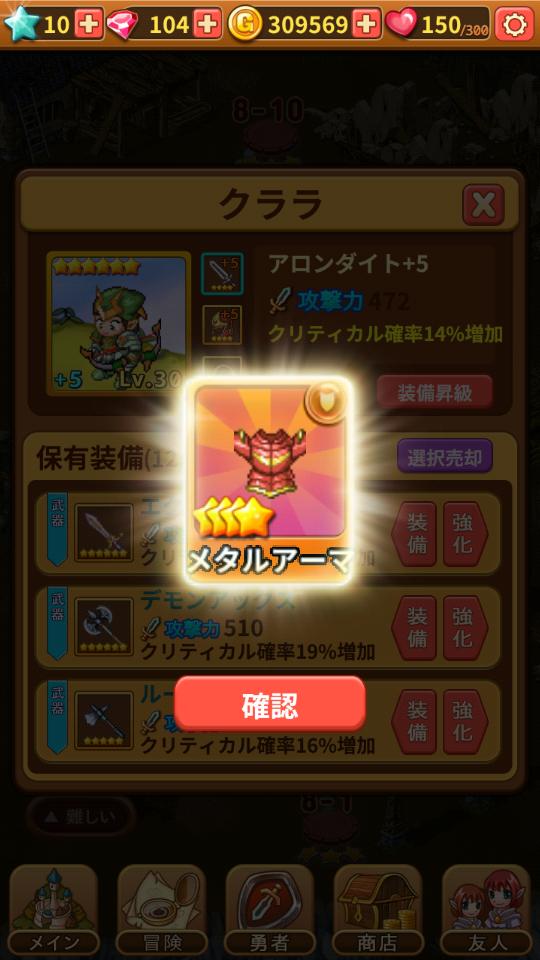 10
104
309569
150/300
8-10
クララ
+5
+5
+5
Lv.30
アロンダイト+5
攻撃力 472
クリティカル確率14%増加
装備昇級
保有装備(12
選択売却
武器
装備
強化
メタルアーマ
武器
デモンアックス
攻撃力 510
クリティカル確率19%増加
装備
強化
武器
ルー
確認
クリティカル確率16%増加
装備
強化
8-1
難しい
メイン
冒険
勇者
商店
友人